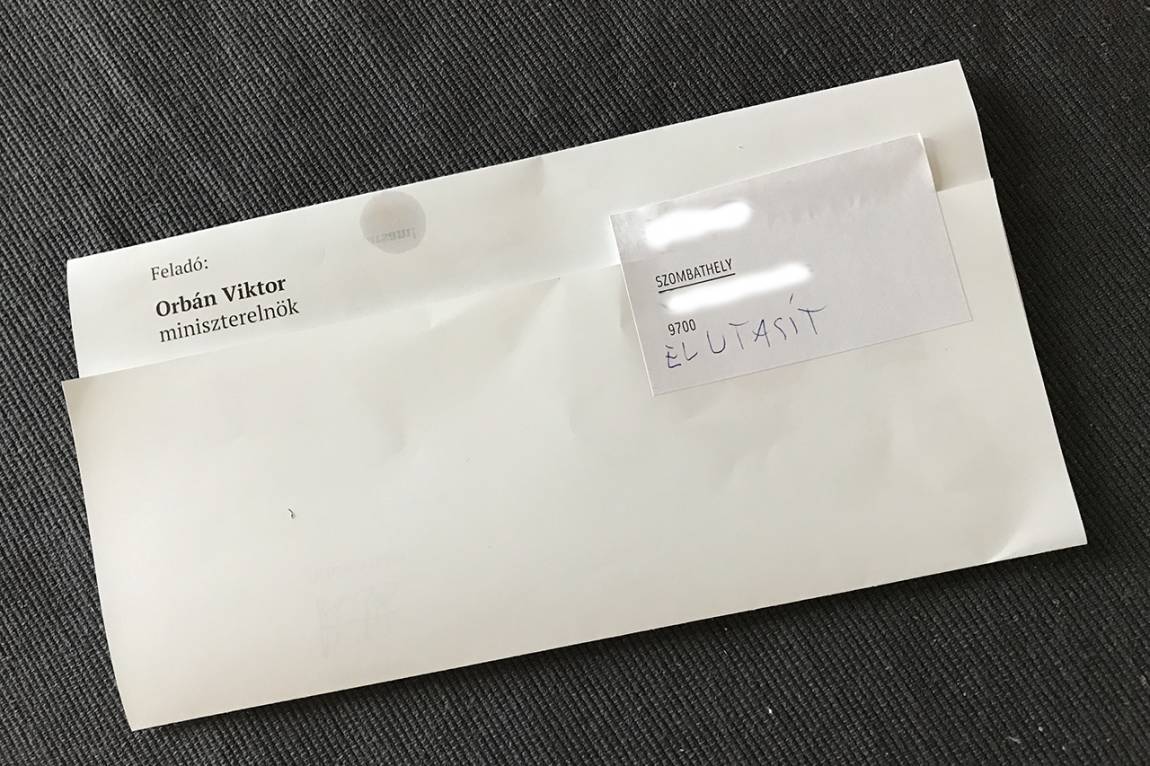 Feladó:
Orbán Viktor
miniszterelnök
SZOMBATHELY
9700
ELUTASÍT